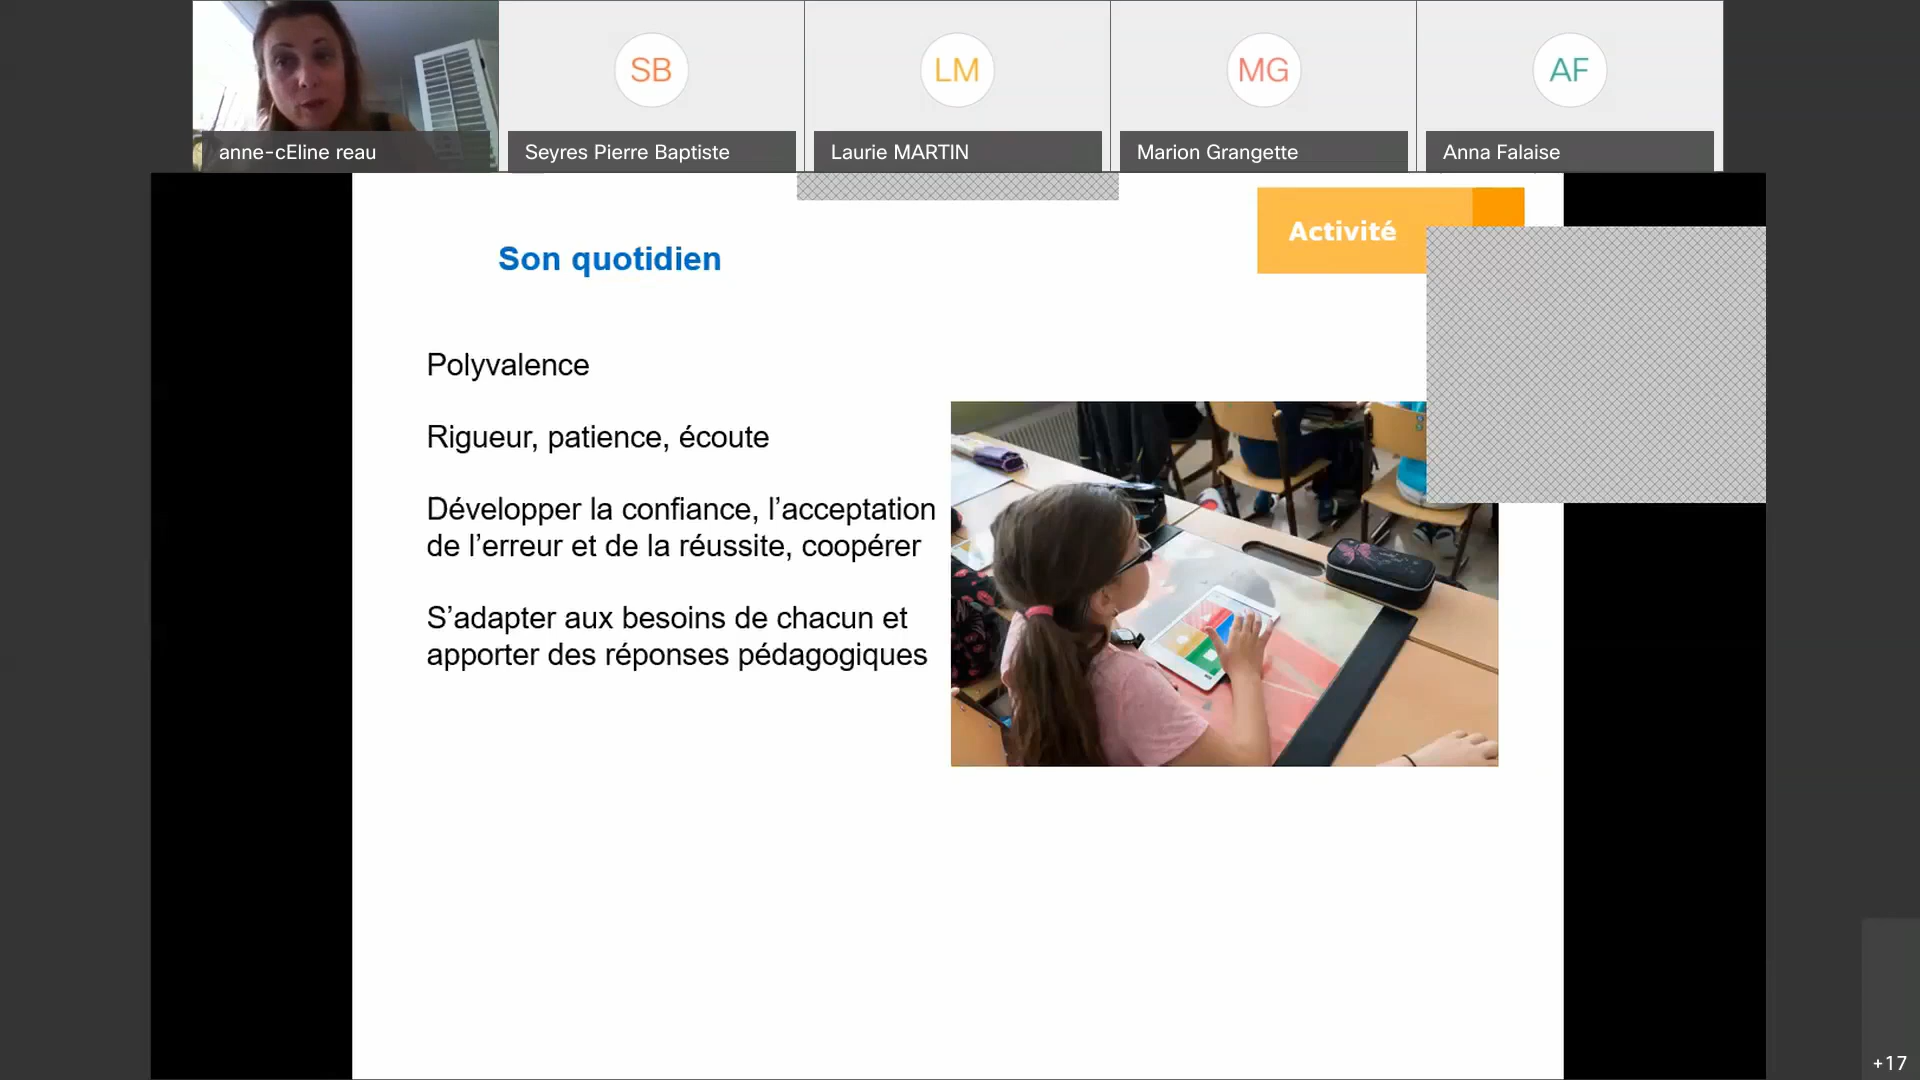 SB
LM
MG
AF
anne-cEline reau
Seyres Pierre Baptiste
Laurie MARTIN
Marion Grangette
Anna Falaise
Activité
Son quotidien
Polyvalence
Rigueur, patience, écoute
Développer la confiance, l’acceptation
de l’erreur et de la réussite, coopérer
S’adapter aux besoins de chacun et
apporter des réponses pédagogiques
+17